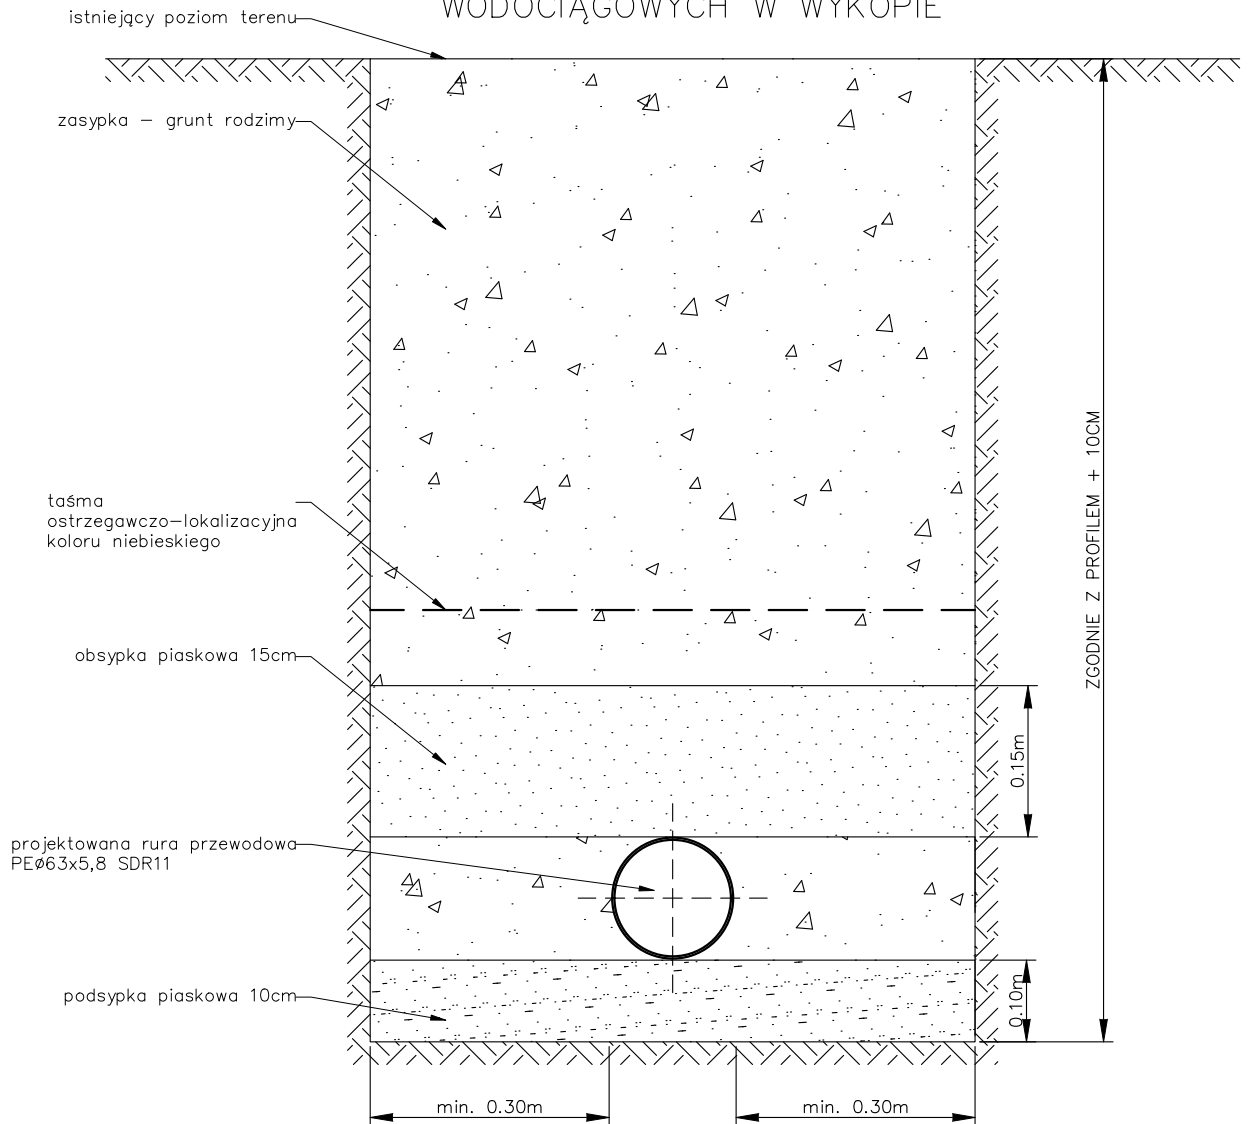 WODOCIĄGOWYCH W WYKOPIE
istniejący poziom terenu
zasypka – grunt rodzimy
taśma
ostrzegawczo–lokalizacyjna
koloru niebieskiego
obsypka piaskowa 15cm
projektowana rura przewodowa
PEø63x5,8 SDR11
podsypka piaskowa 10cm
ZGODNIE Z PROFILEM + 10CM
0.15m
0.10m
min. 0.30m
min. 0.30m